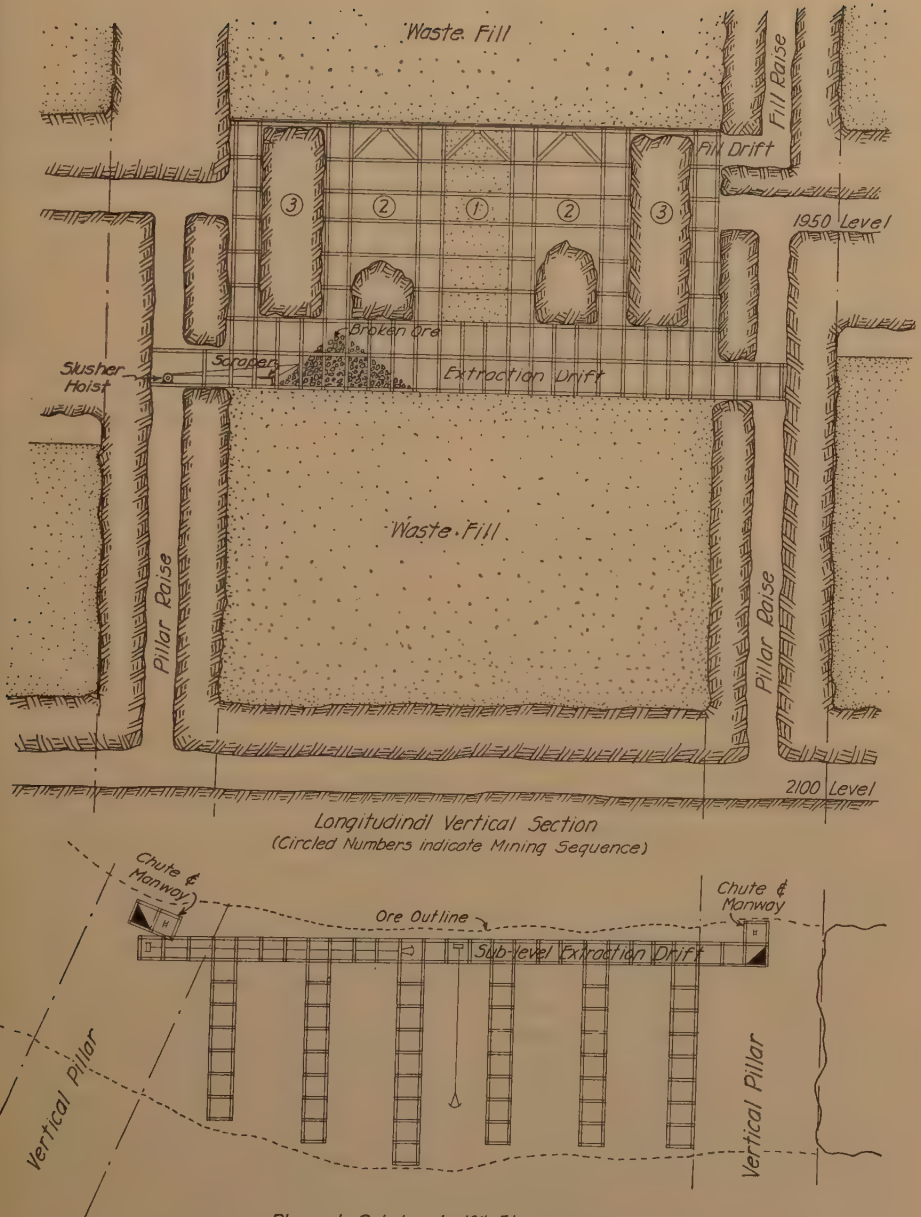 Waste Fill
Fill Raise
Fill Drift
3
2
1
2
3
1950 Level
Broken Ore
Scraper
Slusher
Hoist
Extraction Drift
Waste Fill
Pillar Raise
Pillar Raise
2100 Level
Longitudinal Vertical Section
(Circled Numbers indicate Mining Sequence)
Chute &
Manway
Ore Outline
Chute &
Manway
Sub-level Extraction Drift
Vertical Pillar
Vertical Pillar